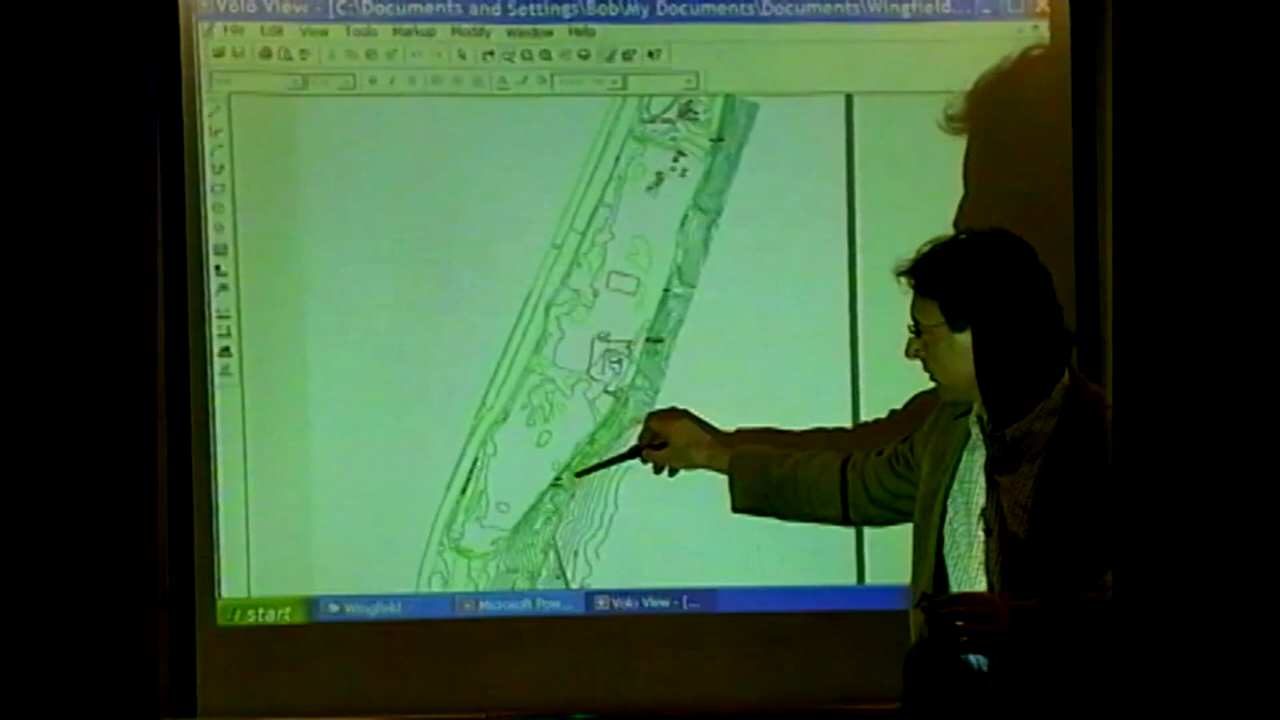 Volo View - [C:\Documents and Settings\Bob\My Documents\Documents\Wingfield...
File Edit View Tools Markup Modify Window Help
start Wingfield Microsoft Pow... Volo View - [...